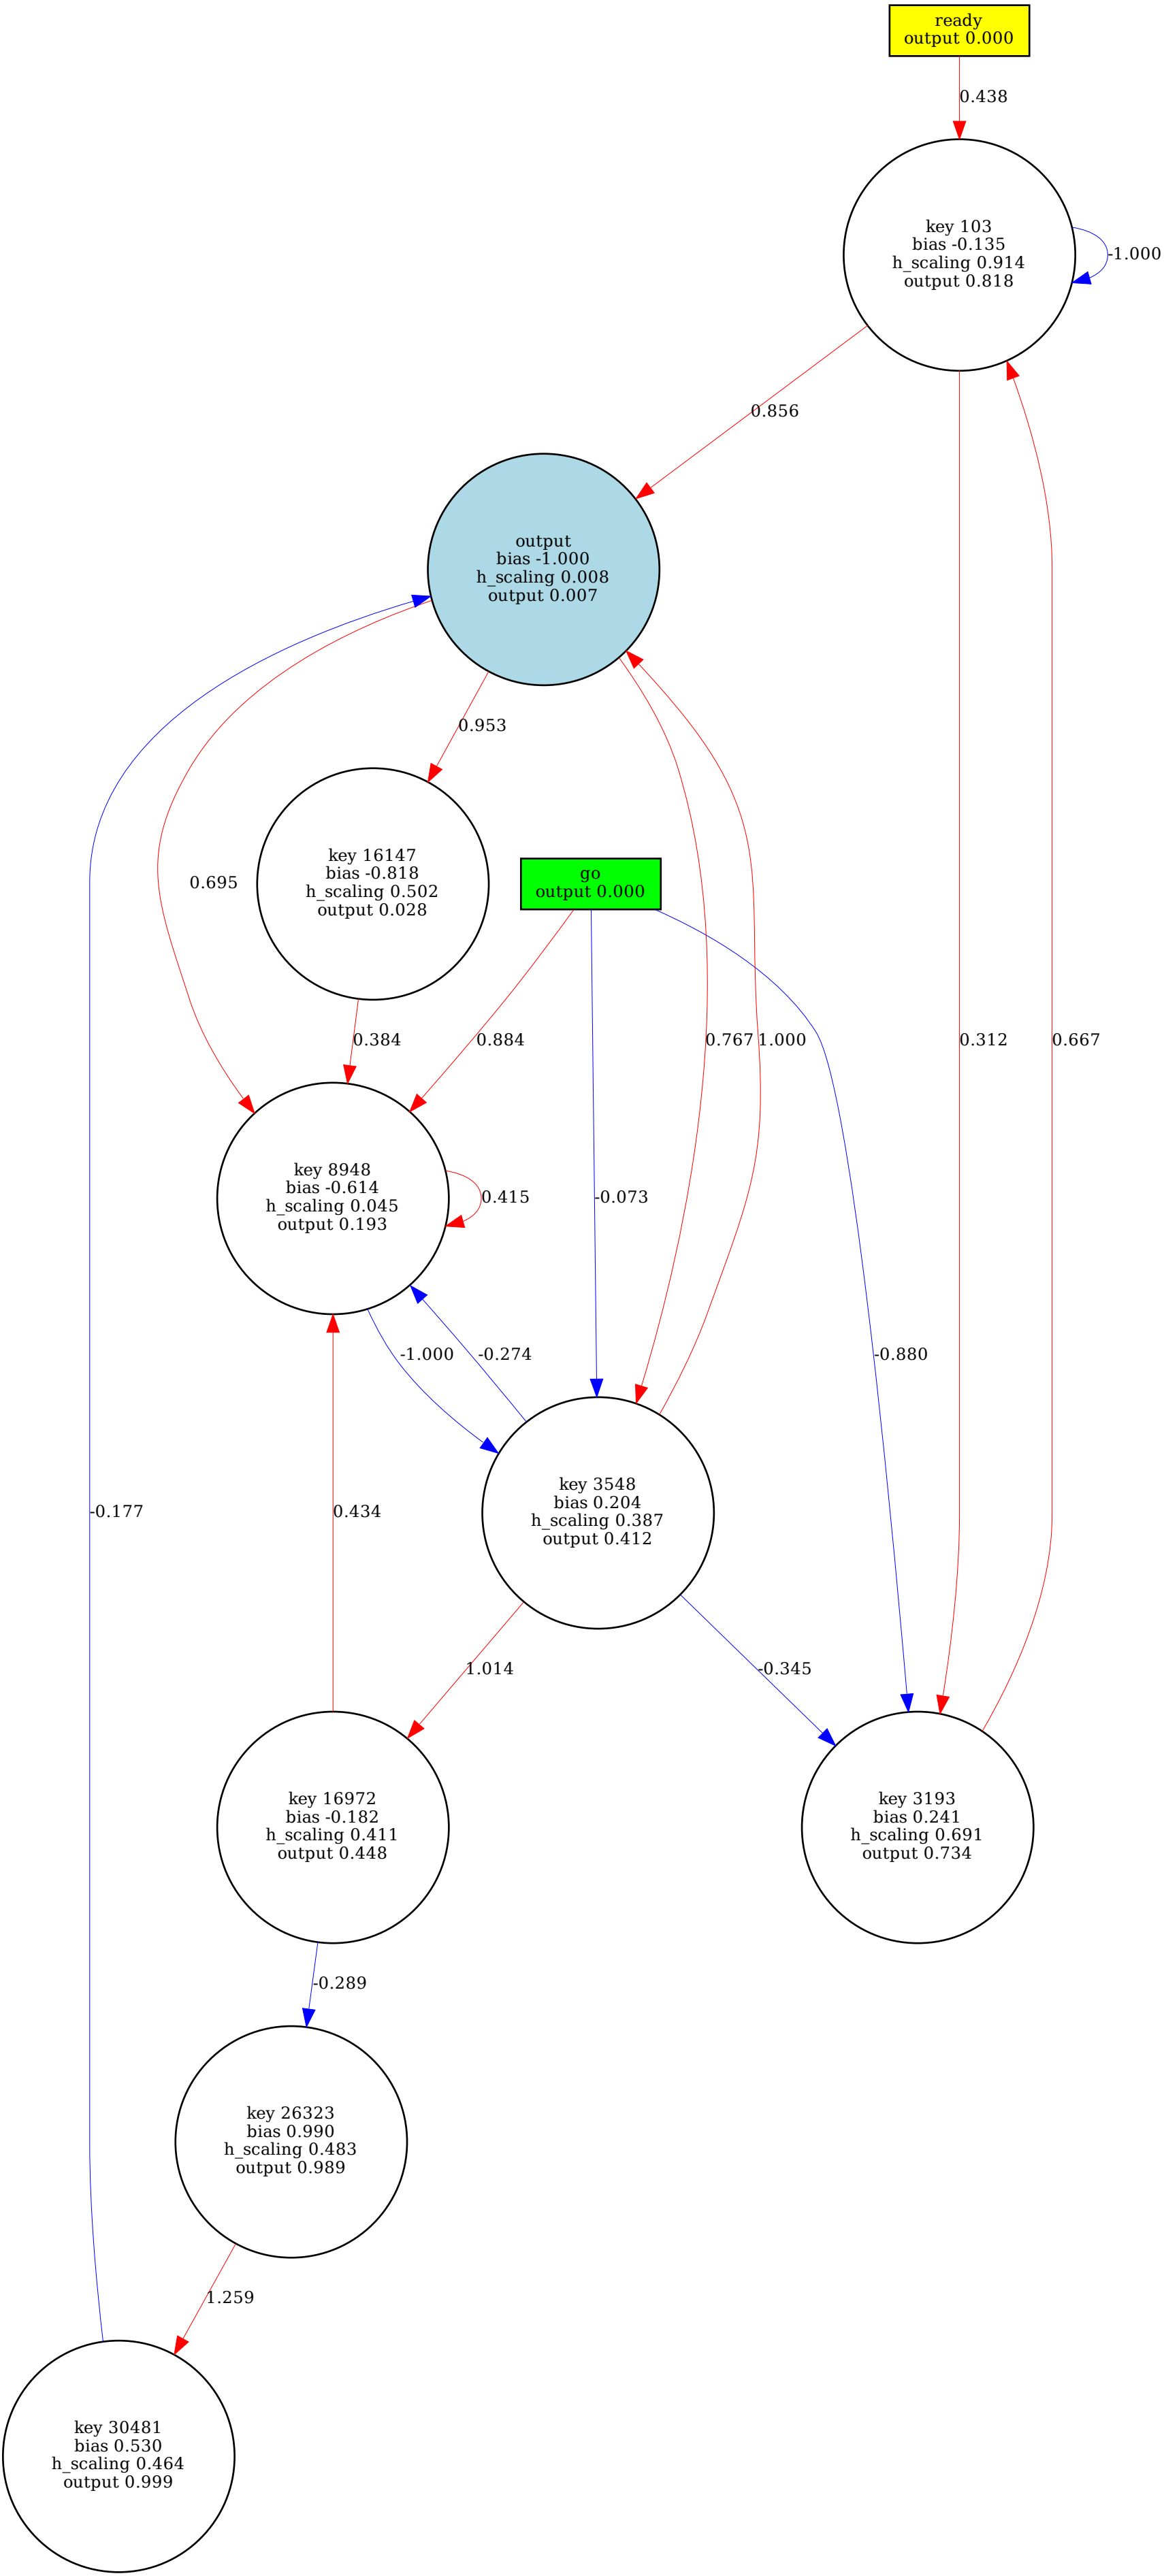 ready
output 0.000
0.438
key 103
bias -0.135
h_scaling 0.914
output 0.818
-1.000
0.856
output
bias -1.000
h_scaling 0.008
output 0.007
0.953
key 16147
bias -0.818
h_scaling 0.502
output 0.028
go
output 0.000
0.695
0.384
0.884
0.767
1.000
0.312
0.667
key 8948
bias -0.614
h_scaling 0.045
output 0.193
0.415
-0.073
-1.000
-0.274
-0.880
key 3548
bias 0.204
h_scaling 0.387
output 0.412
-0.177
0.434
1.014
-0.345
key 16972
bias -0.182
h_scaling 0.411
output 0.448
key 3193
bias 0.241
h_scaling 0.691
output 0.734
-0.289
key 26323
bias 0.990
h_scaling 0.483
output 0.989
1.259
key 30481
bias 0.530
h_scaling 0.464
output 0.999